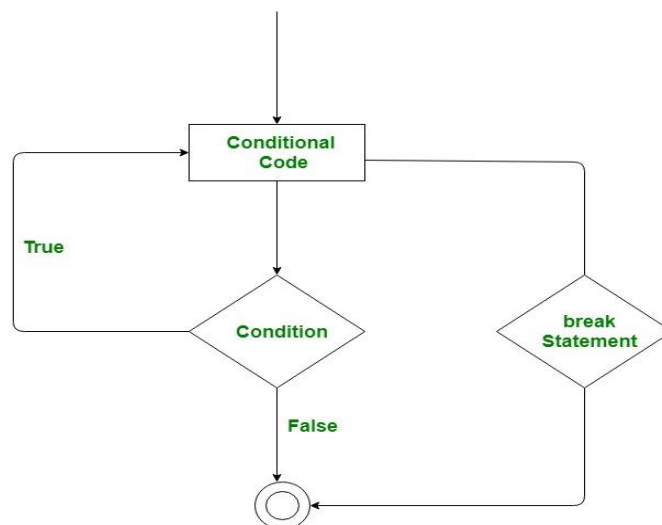 Conditional
Code
True
Condition
break
Statement
False